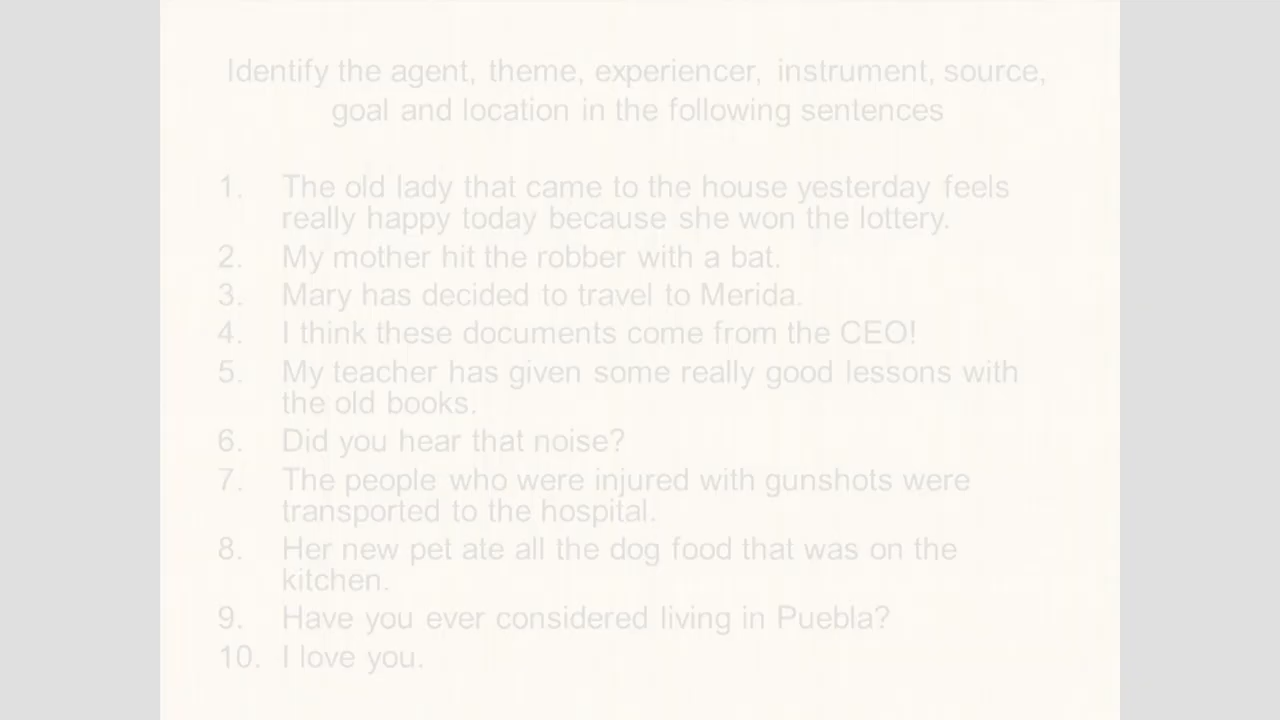 Identify the agent, theme, experiencer, instrument, source,
goal and location in the following sentences
1. The old lady that came to the house yesterday feels
really happy today because she won the lottery.
2. My mother hit the robber with a bat.
3. Mary has decided to travel to Merida.
4. I think these documents come from the CEO!
5. My teacher has given some really good lessons with
the old books.
6. Did you hear that noise?
7. The people who were injured with gunshots were
transported to the hospital.
8. Her new pet ate all the dog food that was on the
kitchen.
9. Have you ever considered living in Puebla?
10. I love you.